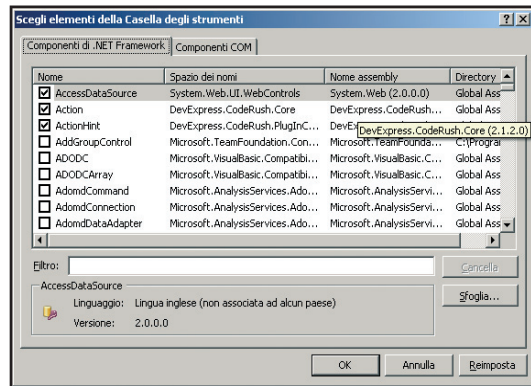 Scegli elementi della Casella degli strumenti
Componenti di .NET Framework Componenti COM
Nome Spazio dei nomi Nome assembly Directory
AccessDataSource System.Web.UI.WebControls System.Web (2.0.0.0) Global Ass
Action DevExpress.CodeRush.Core DevExpress.CodeRush... Global Ass
ActionHint DevExpress.CodeRush.PlugInC... DevEx DevExpress.CodeRush.Core (2.1.2.0)
AddGroupControl Microsoft.TeamFoundation.Con... Microsoft.TeamFounda... C:\Progra
ADODC Microsoft.VisualBasic.Compatibi... Microsoft.VisualBasic.C... Global Ass
ADODCArray Microsoft.VisualBasic.Compatibi... Microsoft.VisualBasic.C... Global Ass
AdomdCommand Microsoft.AnalysisServices.Ado... Microsoft.AnalysisServi... Global Ass
AdomdConnection Microsoft.AnalysisServices.Ado... Microsoft.AnalysisServi... Global Ass
AdomdDataAdapter Microsoft.AnalysisServices.Ado... Microsoft.AnalysisServi... Global Ass
Filtro: Cancella
AccessDataSource
Linguaggio: Lingua inglese (non associata ad alcun paese) Sfoglia...
Versione: 2.0.0.0
OK Annulla Reimposta